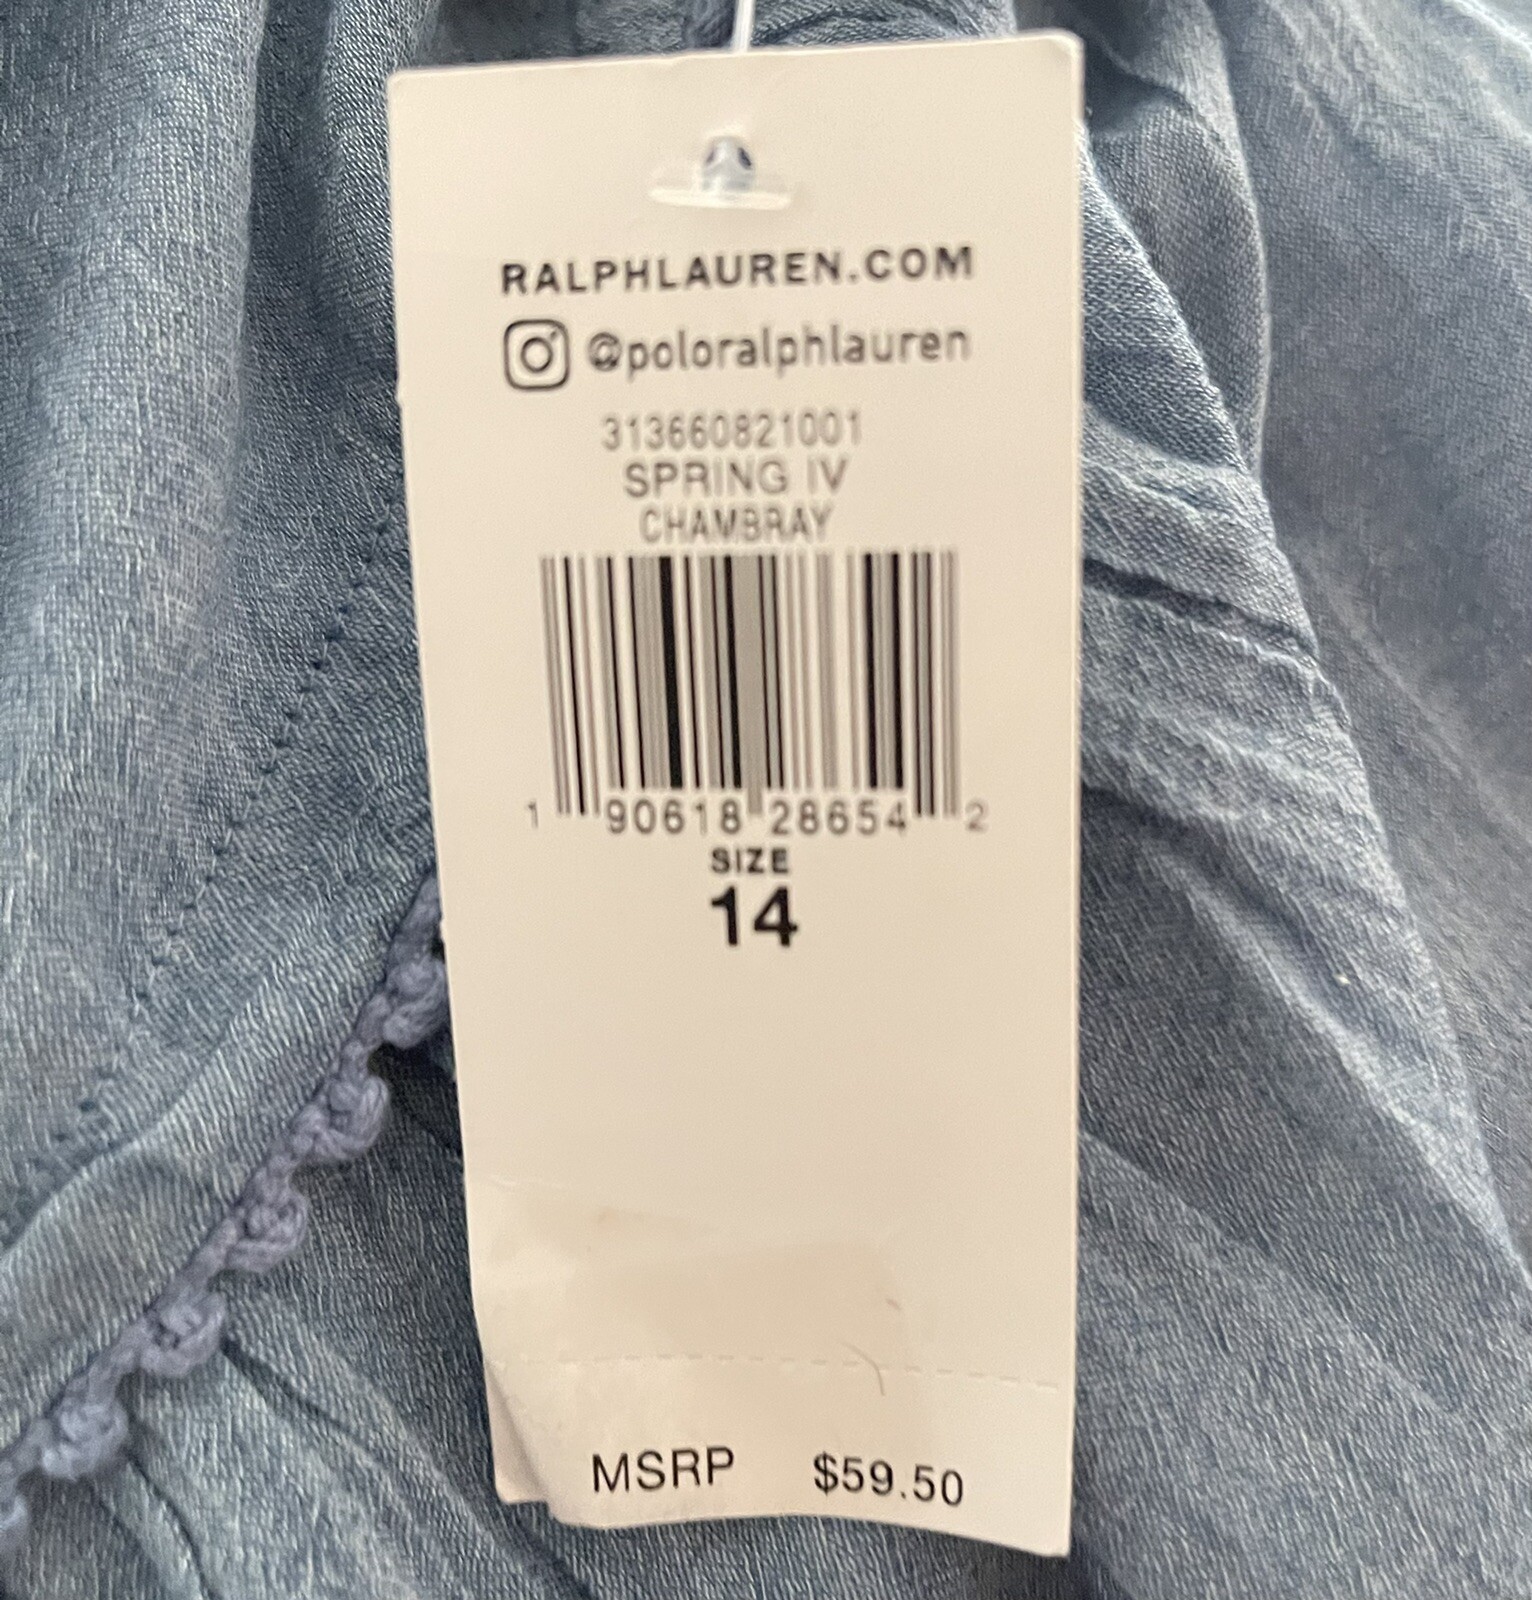 RALPHLAUREN.COM
@poloralphlauren
313660821001
SPRING IV
CHAMBRAY
1 90618 28654 2
SIZE
14
MSRP $59.50